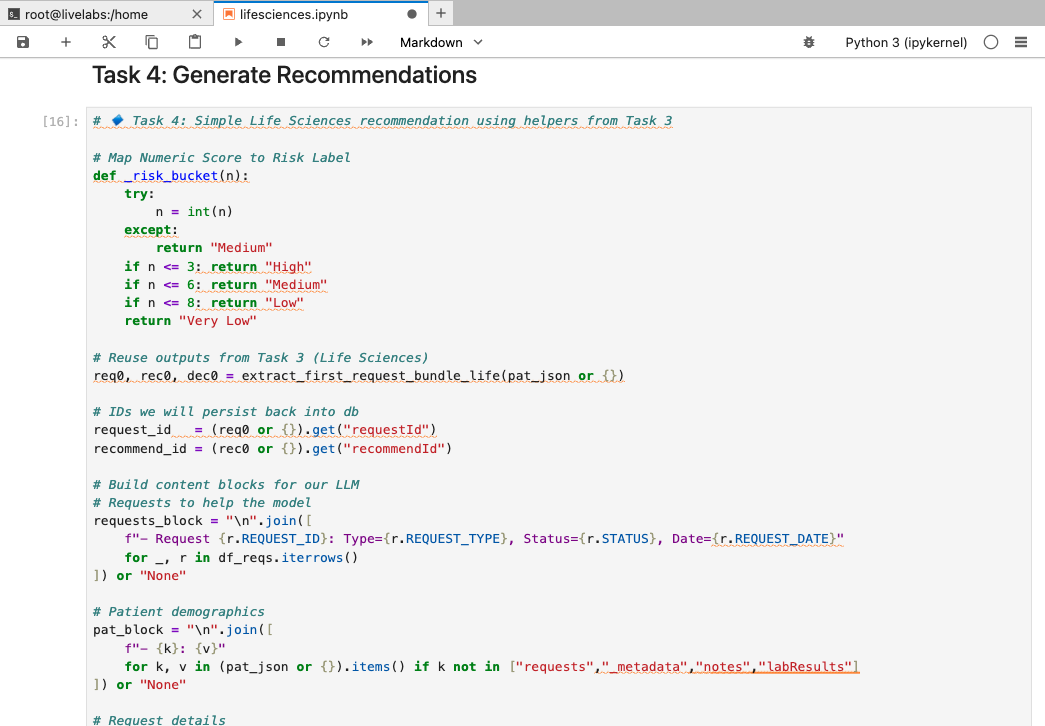 root@livelabs:/home
lifesciences.ipynb
Markdown
Python 3 (ipykernel)
Task 4: Generate Recommendations
[16]:
# 🔹 Task 4: Simple Life Sciences recommendation using helpers from Task 3
# Map Numeric Score to Risk Label
def _risk_bucket(n):
    try:
        n = int(n)
    except:
        return "Medium"
    if n <= 3: return "High"
    if n <= 6: return "Medium"
    if n <= 8: return "Low"
    return "Very Low"
# Reuse outputs from Task 3 (Life Sciences)
req0, rec0, dec0 = extract_first_request_bundle_life(pat_json or {})
# IDs we will persist back into db
request_id   = (req0 or {}).get("requestId")
recommend_id = (rec0 or {}).get("recommendId")
# Build content blocks for our LLM
# Requests to help the model
requests_block = "\n".join([
    f"– Request {r.REQUEST_ID}: Type={r.REQUEST_TYPE}, Status={r.STATUS}, Date={r.REQUEST_DATE}"
    for _, r in df_reqs.iterrows()
]) or "None"
# Patient demographics
pat_block = "\n".join([
    f"– {k}: {v}"
    for k, v in (pat_json or {}).items() if k not in ["requests","_metadata","notes","labResults"]
]) or "None"
# Request details